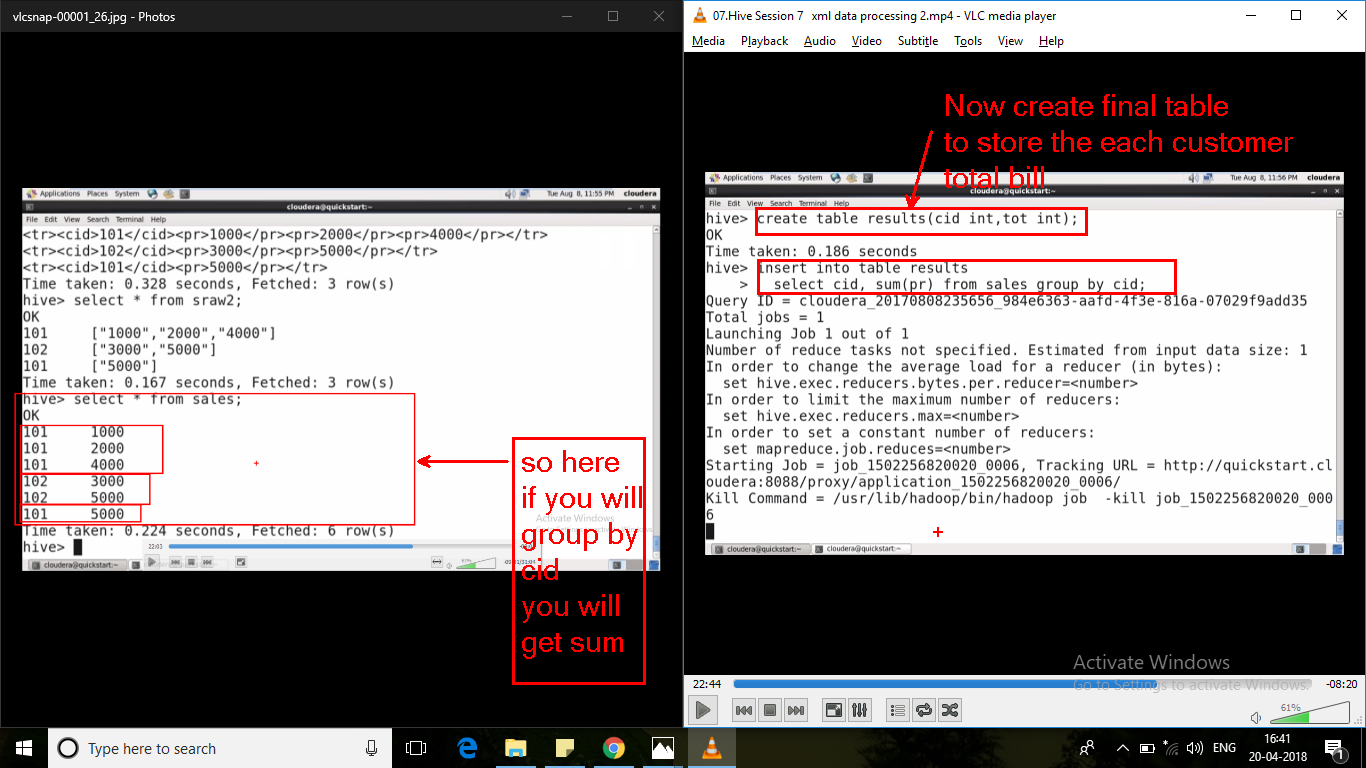 vlcsnap-00001_26.jpg - Photos
Applications Places System
Tue Aug 8, 11:55 PM cloudera
cloudera@quickstart:~
File Edit View Search Terminal Help
<tr><cid>101</cid><pr>1000</pr><pr>2000</pr><pr>4000</pr></tr>
<tr><cid>102</cid><pr>3000</pr><pr>5000</pr></tr>
<tr><cid>101</cid><pr>5000</pr></tr>
Time taken: 0.328 seconds, Fetched: 3 row(s)
hive> select * from sraw2;
OK
101 ["1000","2000","4000"]
102 ["3000","5000"]
101 ["5000"]
Time taken: 0.167 seconds, Fetched: 3 row(s)
hive> select * from sales;
OK
101 1000
101 2000
101 4000
102 3000
102 5000
101 5000
Time taken: 0.224 seconds, Fetched: 6 row(s)
hive>
22:03
cloudera@quickstart:~
so here
if you will
group by
cid
you will
get sum
Activate Windows
07.Hive Session 7 xml data processing 2.mp4 - VLC media player
Media Playback Audio Video Subtitle Tools View Help
Now create final table
to store the each customer
total bill
Applications Places System
Tue Aug 8, 11:56 PM cloudera
cloudera@quickstart:~
File Edit View Search Terminal Help
hive> create table results(cid int,tot int);
OK
Time taken: 0.186 seconds
hive> insert into table results
> select cid, sum(pr) from sales group by cid;
Query ID = cloudera_20170808235656_984e6363-aafd-4f3e-816a-07029f9add35
Total jobs = 1
Launching Job 1 out of 1
Number of reduce tasks not specified. Estimated from input data size: 1
In order to change the average load for a reducer (in bytes):
set hive.exec.reducers.bytes.per.reducer=<number>
In order to limit the maximum number of reducers:
set hive.exec.reducers.max=<number>
In order to set a constant number of reducers:
set mapreduce.job.reduces=<number>
Starting Job = job_1502256820020_0006, Tracking URL = http://quickstart.cl
oudera:8088/proxy/application_1502256820020_0006/
Kill Command = /usr/lib/hadoop/bin/hadoop job -kill job_1502256820020_000
6
cloudera@quickstart:~ cloudera@quickstart:~
Activate Windows
Go to Settings to activate Windows.
22:44
-08:20
61%
Type here to search
ENG
16:41
20-04-2018
1